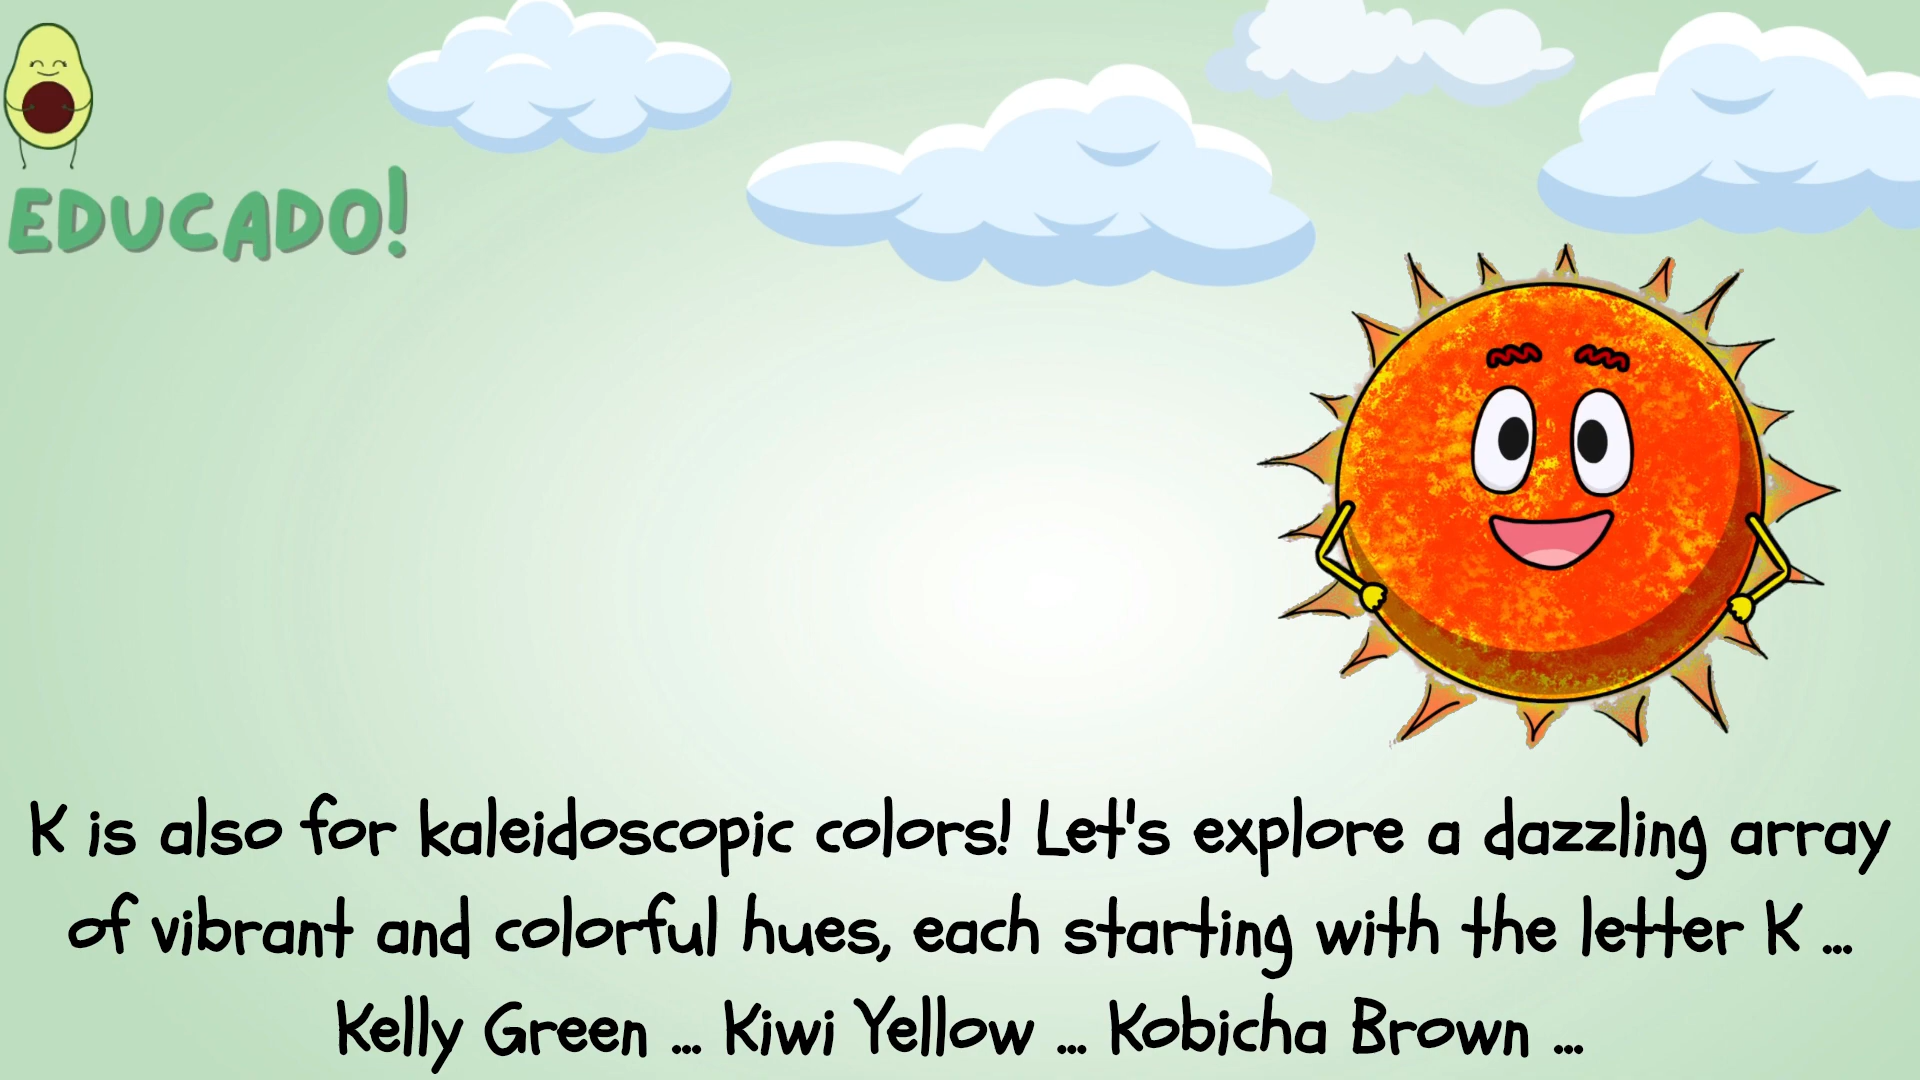 EDUCADO!
K is also for kaleidoscopic colors! Let's explore a dazzling array
of vibrant and colorful hues, each starting with the letter K ...
Kelly Green ... Kiwi Yellow ... Kobicha Brown ...